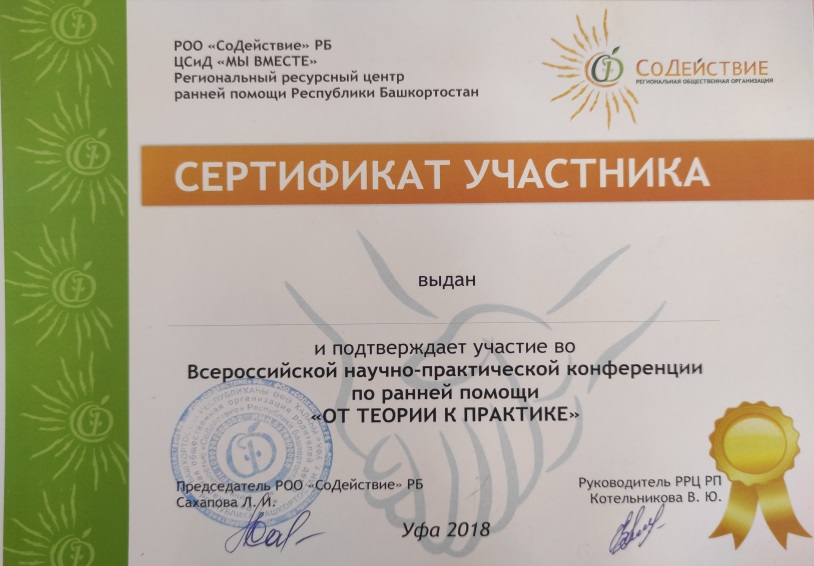 РОО «СоДействие» РБ
ЦСиД «МЫ ВМЕСТЕ»
Региональный ресурсный центр
ранней помощи Республики Башкортостан
СоДействие
РЕГИОНАЛЬНАЯ ОБЩЕСТВЕННАЯ ОРГАНИЗАЦИЯ
СЕРТИФИКАТ УЧАСТНИКА
выдан
и подтверждает участие во
Всероссийской научно-практической конференции
по ранней помощи
«ОТ ТЕОРИИ К ПРАКТИКЕ»
Председатель РОО «СоДействие» РБ
Сахапова Л. И.
Руководитель РРЦ РП
Котельникова В. Ю.
Уфа 2018